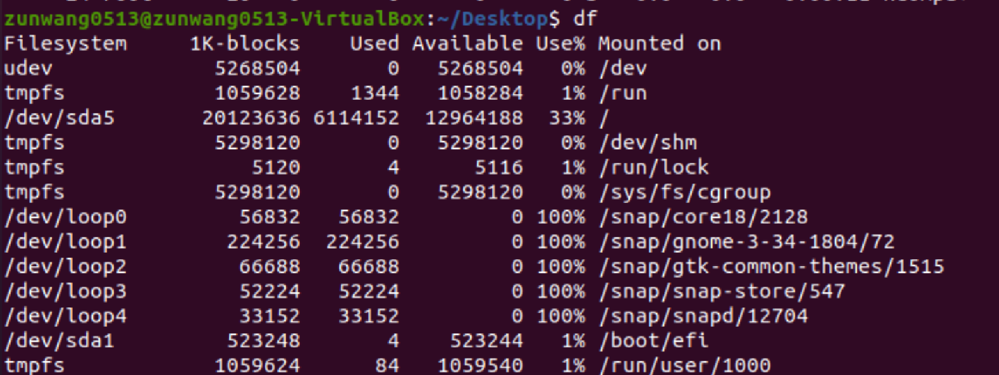 zunwang0513@zunwang0513-VirtualBox:~/Desktop$ df
Filesystem     1K-blocks    Used Available Use% Mounted on
udev             5268504       0   5268504   0% /dev
tmpfs            1059628    1344   1058284   1% /run
/dev/sda5       20123636 6114152  12964188  33% /
tmpfs            5298120       0   5298120   0% /dev/shm
tmpfs               5120       4      5116   1% /run/lock
tmpfs            5298120       0   5298120   0% /sys/fs/cgroup
/dev/loop0         56832   56832         0 100% /snap/core18/2128
/dev/loop1        224256  224256         0 100% /snap/gnome-3-34-1804/72
/dev/loop2         66688   66688         0 100% /snap/gtk-common-themes/1515
/dev/loop3         52224   52224         0 100% /snap/snap-store/547
/dev/loop4         33152   33152         0 100% /snap/snapd/12704
/dev/sda1         523248       4    523244   1% /boot/efi
tmpfs            1059624      84   1059540   1% /run/user/1000